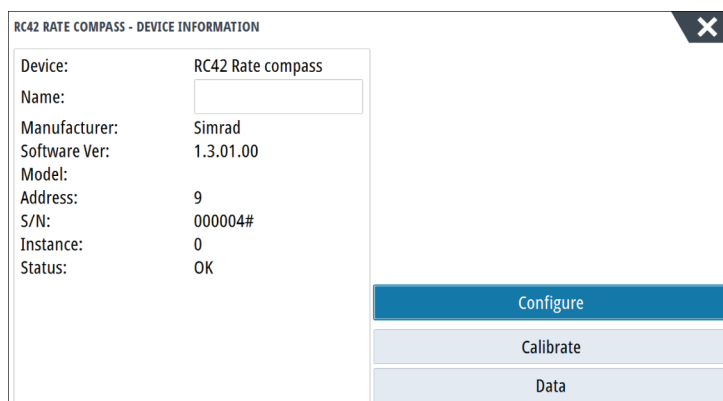 RC42 RATE COMPASS - DEVICE INFORMATION
Device: RC42 Rate compass
Name:
Manufacturer: Simrad
Software Ver: 1.3.01.00
Model:
Address: 9
S/N: 000004#
Instance: 0
Status: OK
Configure
Calibrate
Data